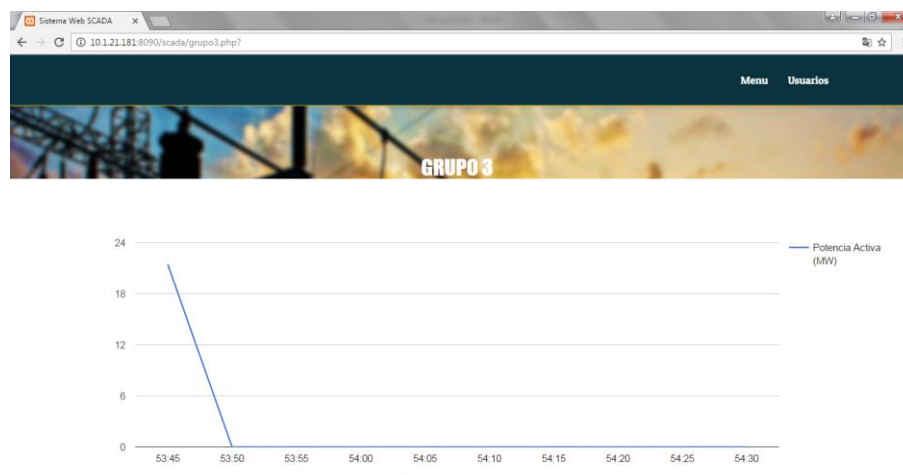 Sistema Web SCADA
10.1.21.181:8090/scada/grupo3.php?
Menu Usuarios
GRUPO 3
24
18
12
6
0
53:45 53:50 53:55 54:00 54:05 54:10 54:15 54:20 54:25 54:30
Potencia Activa
(MW)